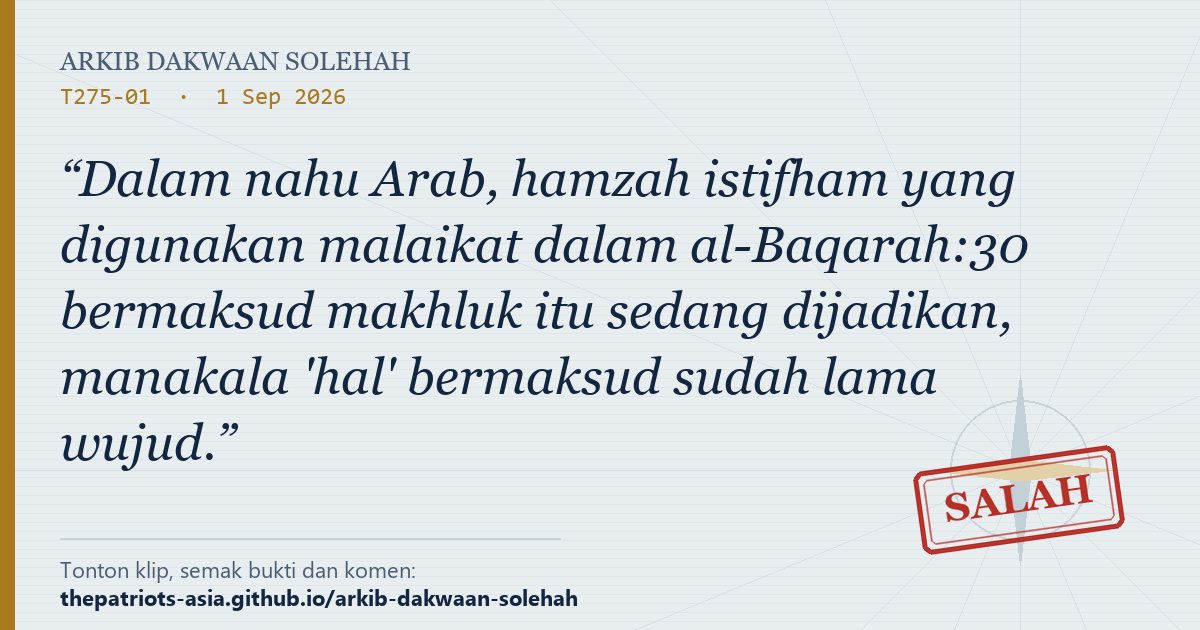 ARKIB DAKWAAN SOLEHAH
T275-01 · 1 Sep 2026
“Dalam nahu Arab, hamzah istifham yang
digunakan malaikat dalam al-Baqarah:30
bermaksud makhluk itu sedang dijadikan,
manakala 'hal' bermaksud sudah lama
wujud.”
SALAH
Tonton klip, semak bukti dan komen:
thepatriots-asia.github.io/arkib-dakwaan-solehah